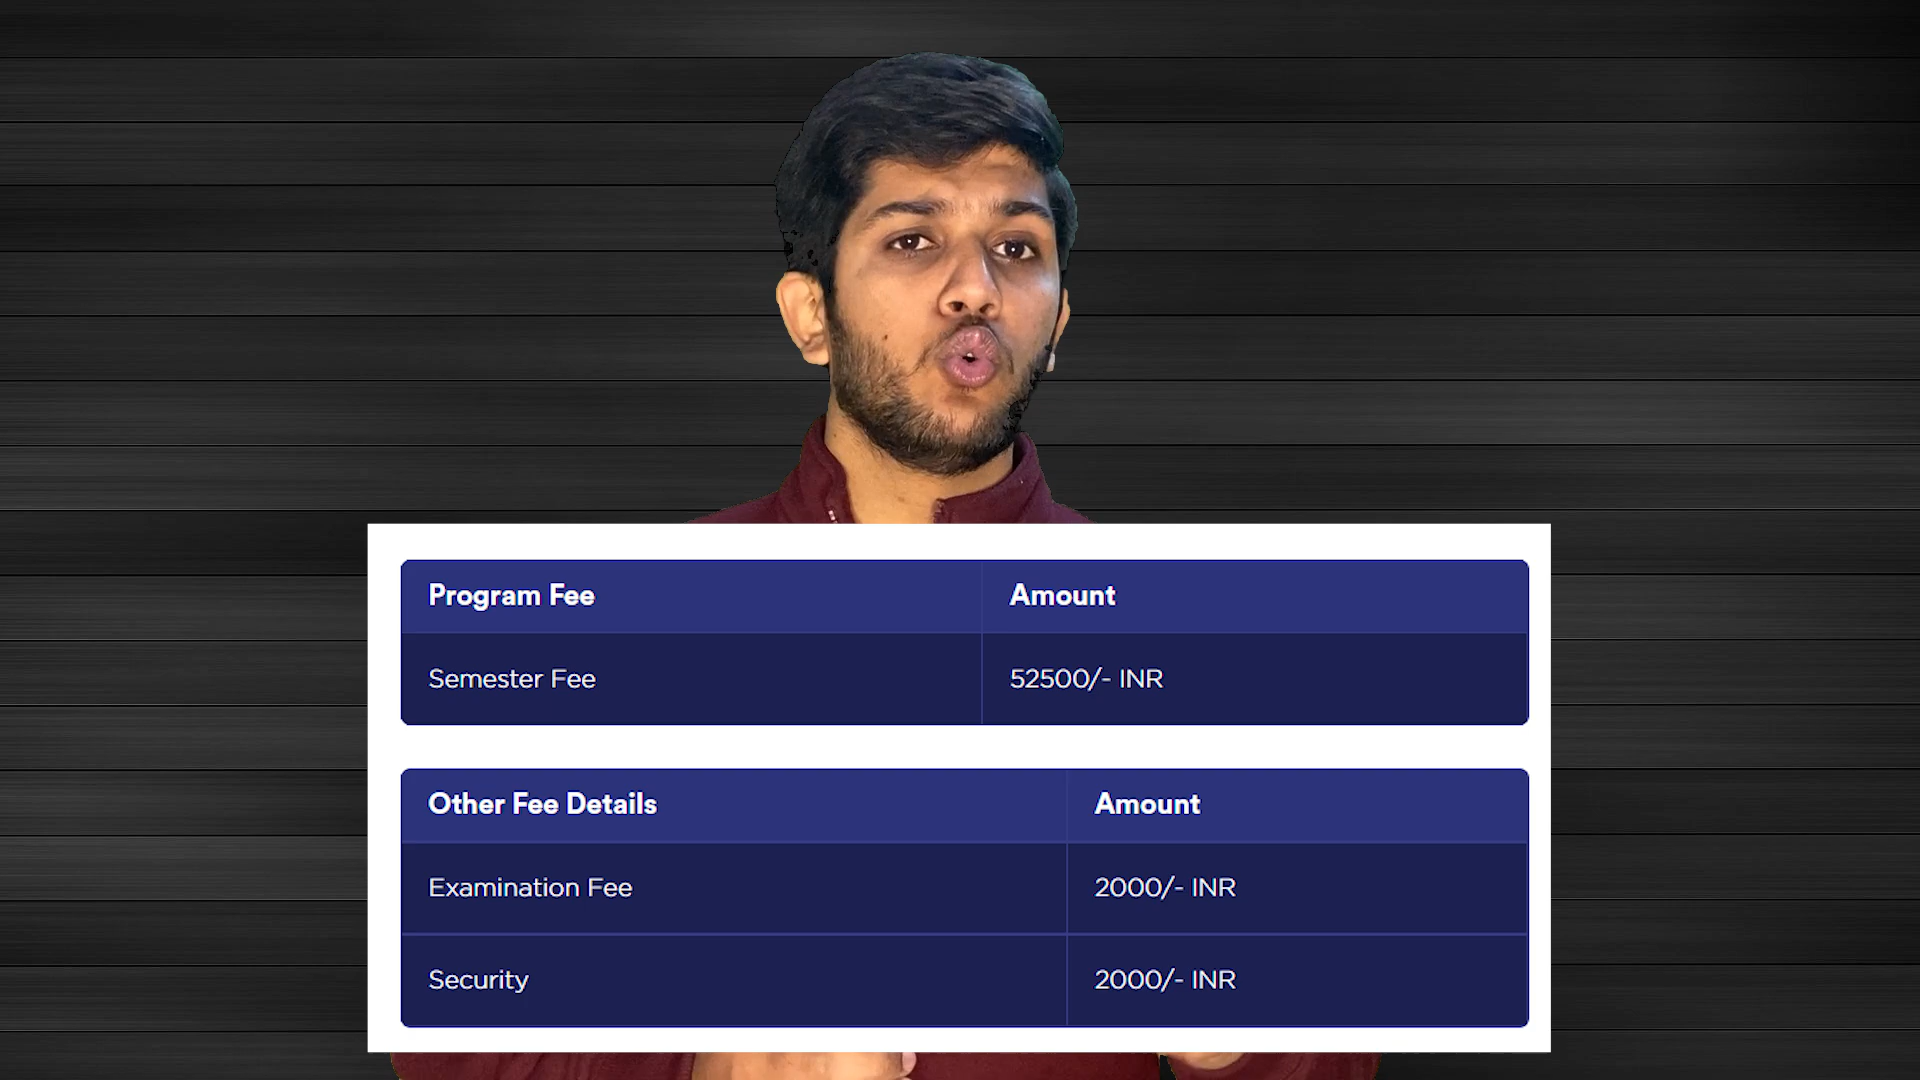 Program Fee Amount
Semester Fee 52500/- INR
Other Fee Details Amount
Examination Fee 2000/- INR
Security 2000/- INR